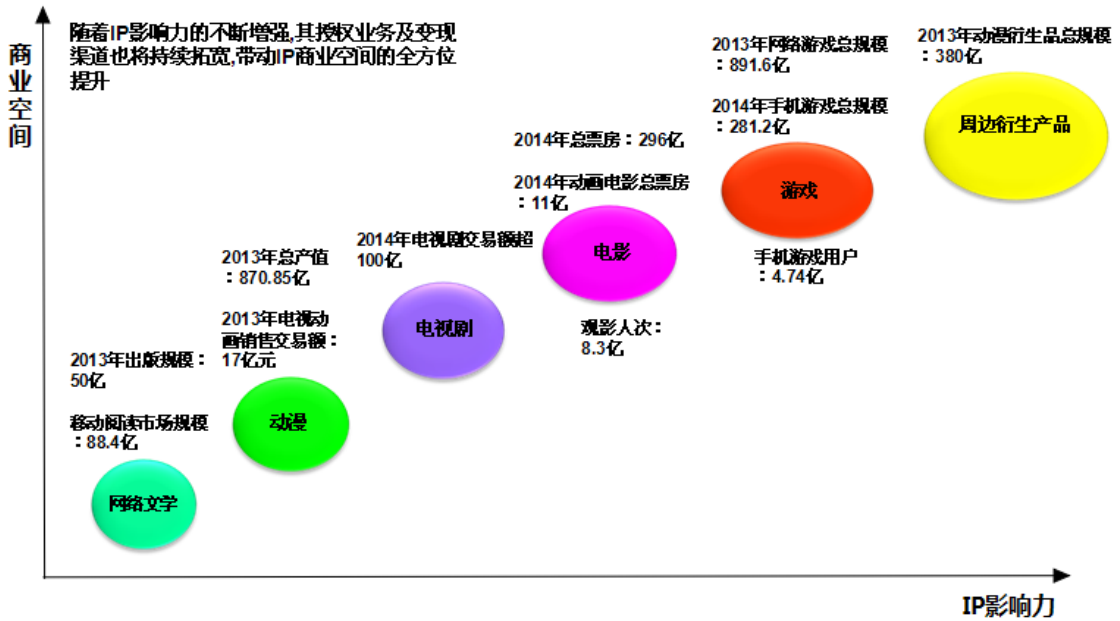 商业空间
随着IP影响力的不断增强,其授权业务及变现
渠道也将持续拓宽,带动IP商业空间的全方位
提升
2013年出版规模：
50亿
移动阅读市场规模
：88.4亿
网络文学
2013年总产值
：870.85亿
2013年电视动
画销售交易额：
17亿元
动漫
2014年电视剧交易额超
100亿
电视剧
2014年总票房：296亿
2014年动画电影总票房
：11亿
电影
观影人次：
8.3亿
2013年网络游戏总规模
：891.6亿
2014年手机游戏总规模
：281.2亿
游戏
手机游戏用户
：4.74亿
2013年动漫衍生品总规模
：380亿
周边衍生产品
IP影响力